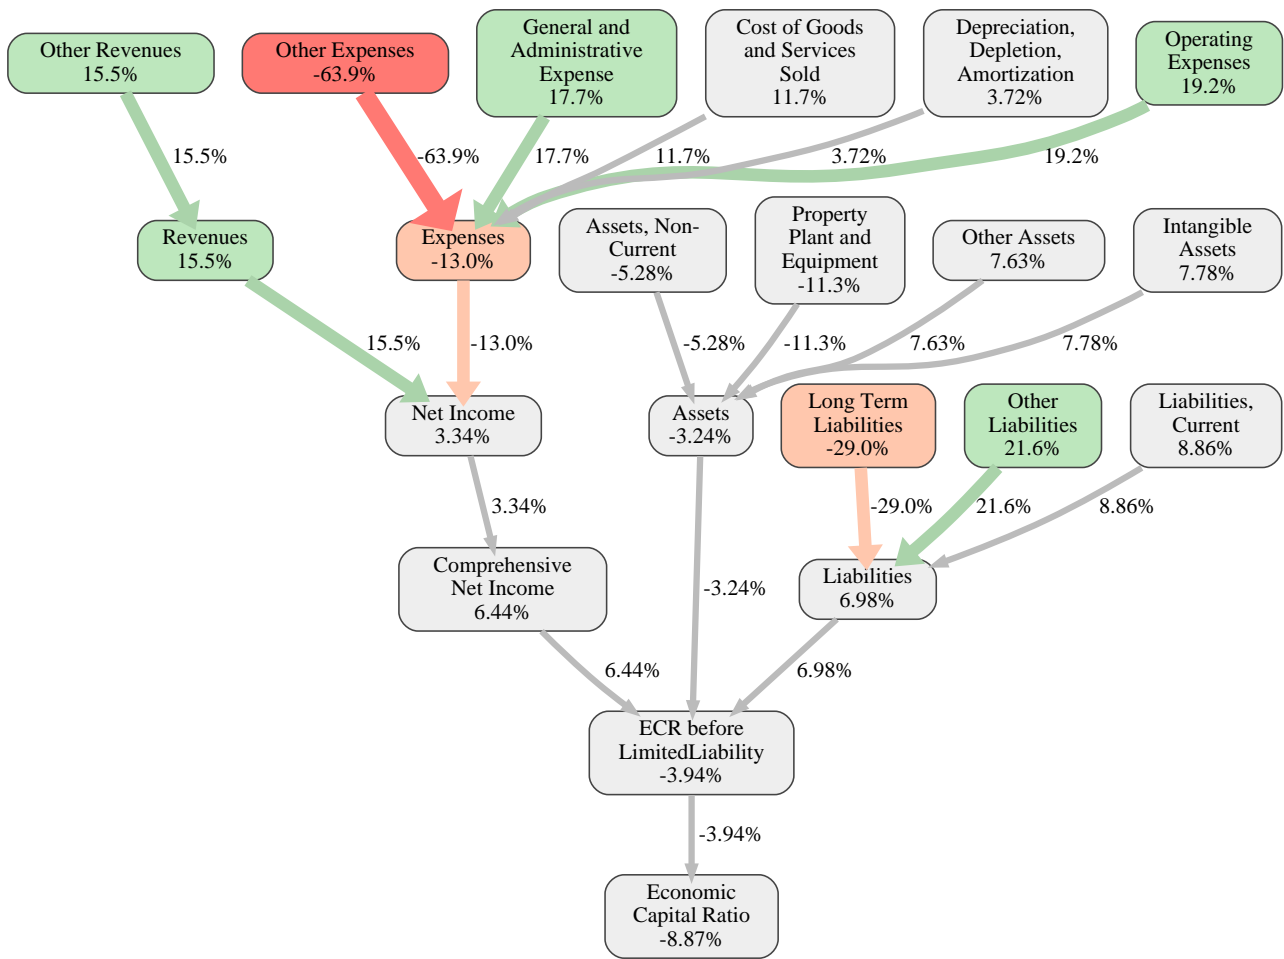 Other Revenues
15.5%
Other Expenses
-63.9%
General and
Administrative
Expense
17.7%
Cost of Goods
and Services
Sold
11.7%
Depreciation,
Depletion,
Amortization
3.72%
Operating
Expenses
19.2%
15.5%
-63.9%
17.7%
11.7%
3.72%
19.2%
Revenues
15.5%
Expenses
-13.0%
Assets, Non-
Current
-5.28%
Property
Plant and
Equipment
-11.3%
Other Assets
7.63%
Intangible
Assets
7.78%
15.5%
-13.0%
-5.28%
-11.3%
7.63%
7.78%
Net Income
3.34%
Assets
-3.24%
Long Term
Liabilities
-29.0%
Other
Liabilities
21.6%
Liabilities,
Current
8.86%
3.34%
-29.0%
21.6%
8.86%
Comprehensive
Net Income
6.44%
-3.24%
Liabilities
6.98%
6.44%
6.98%
ECR before
LimitedLiability
-3.94%
-3.94%
Economic
Capital Ratio
-8.87%